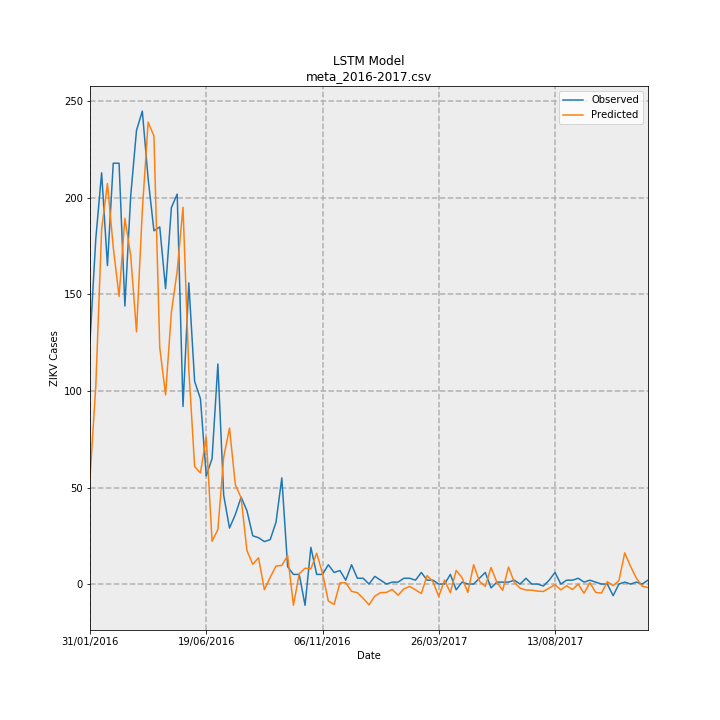 LSTM Model
meta_2016-2017.csv
Observed
Predicted
250
200
150
100
50
0
ZIKV Cases
31/01/2016
19/06/2016
06/11/2016
26/03/2017
13/08/2017
Date